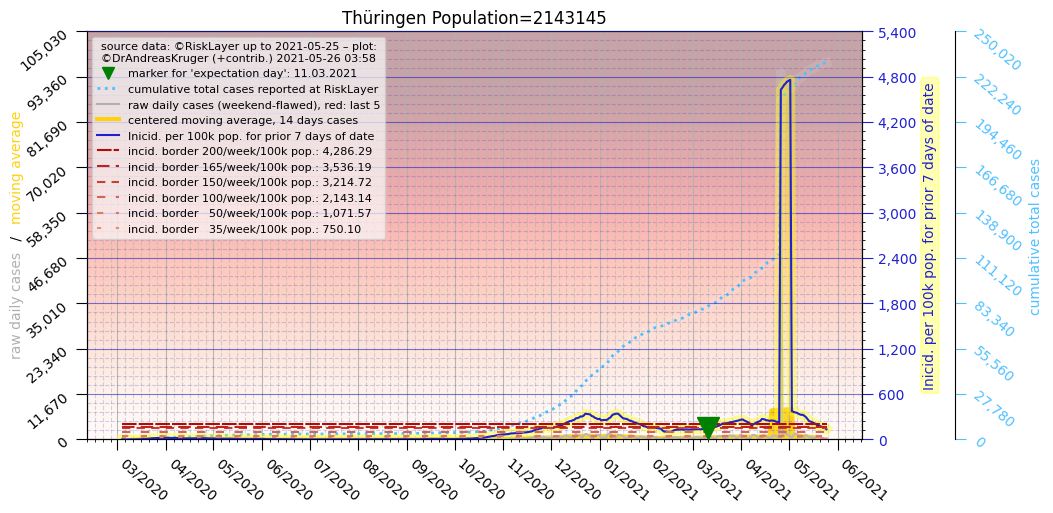 Thüringen Population=2143145
source data: ©RiskLayer up to 2021-05-25 – plot:
©DrAndreasKruger (+contrib.) 2021-05-26 03:58
marker for 'expectation day': 11.03.2021
cumulative total cases reported at RiskLayer
raw daily cases (weekend-flawed), red: last 5
centered moving average, 14 days cases
Inicid. per 100k pop. for prior 7 days of date
incid. border 200/week/100k pop.: 4,286.29
incid. border 165/week/100k pop.: 3,536.19
incid. border 150/week/100k pop.: 3,214.72
incid. border 100/week/100k pop.: 2,143.14
incid. border   50/week/100k pop.: 1,071.57
incid. border   35/week/100k pop.: 750.10
raw daily cases / moving average
105,030
93,360
81,690
70,020
58,350
46,680
35,010
23,340
11,670
0
5,400
4,800
4,200
3,600
3,000
2,400
1,800
1,200
600
0
Inicid. per 100k pop. for prior 7 days of date
250,020
222,240
194,460
166,680
138,900
111,120
83,340
55,560
27,780
0
cumulative total cases
03/2020
04/2020
05/2020
06/2020
07/2020
08/2020
09/2020
10/2020
11/2020
12/2020
01/2021
02/2021
03/2021
04/2021
05/2021
06/2021